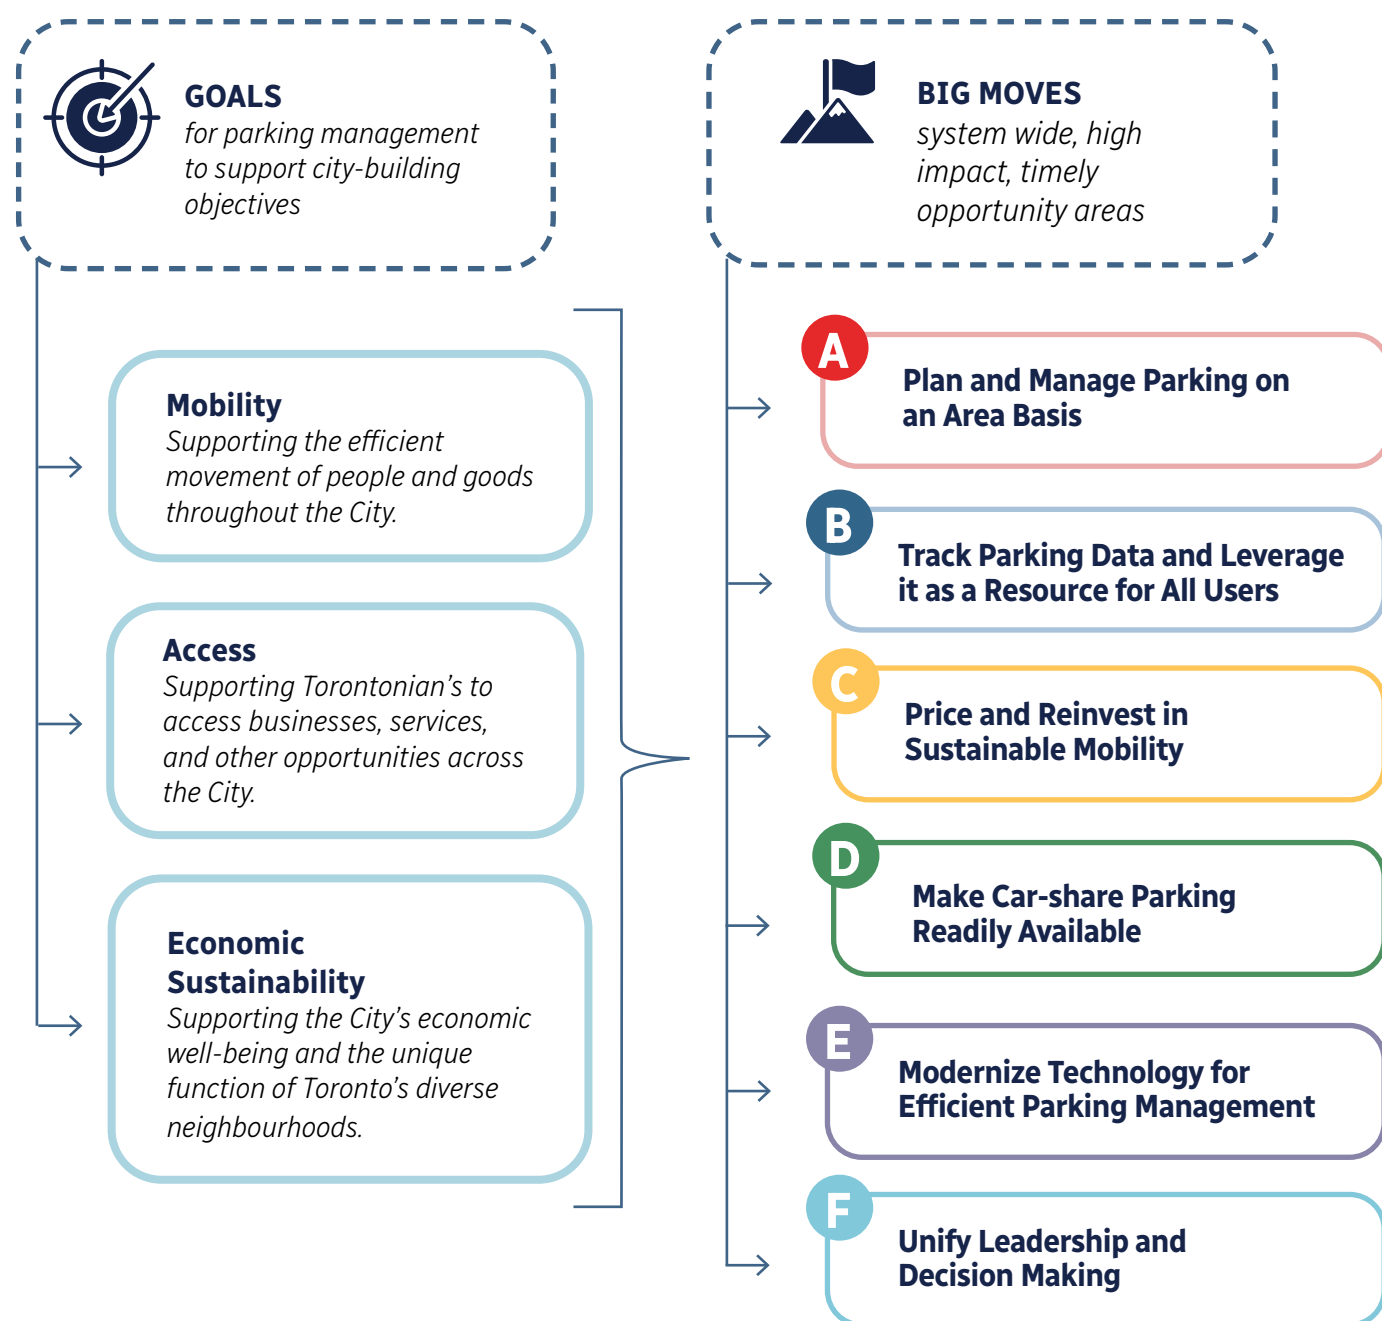 GOALS
for parking management
to support city-building
objectives
Mobility
Supporting the efficient
movement of people and goods
throughout the City.
Access
Supporting Torontonian’s to
access businesses, services,
and other opportunities across
the City.
Economic
Sustainability
Supporting the City’s economic
well-being and the unique
function of Toronto’s diverse
neighbourhoods.
BIG MOVES
system wide, high
impact, timely
opportunity areas
A
Plan and Manage Parking on
an Area Basis
B
Track Parking Data and Leverage
it as a Resource for All Users
C
Price and Reinvest in
Sustainable Mobility
D
Make Car-share Parking
Readily Available
E
Modernize Technology for
Efficient Parking Management
F
Unify Leadership and
Decision Making